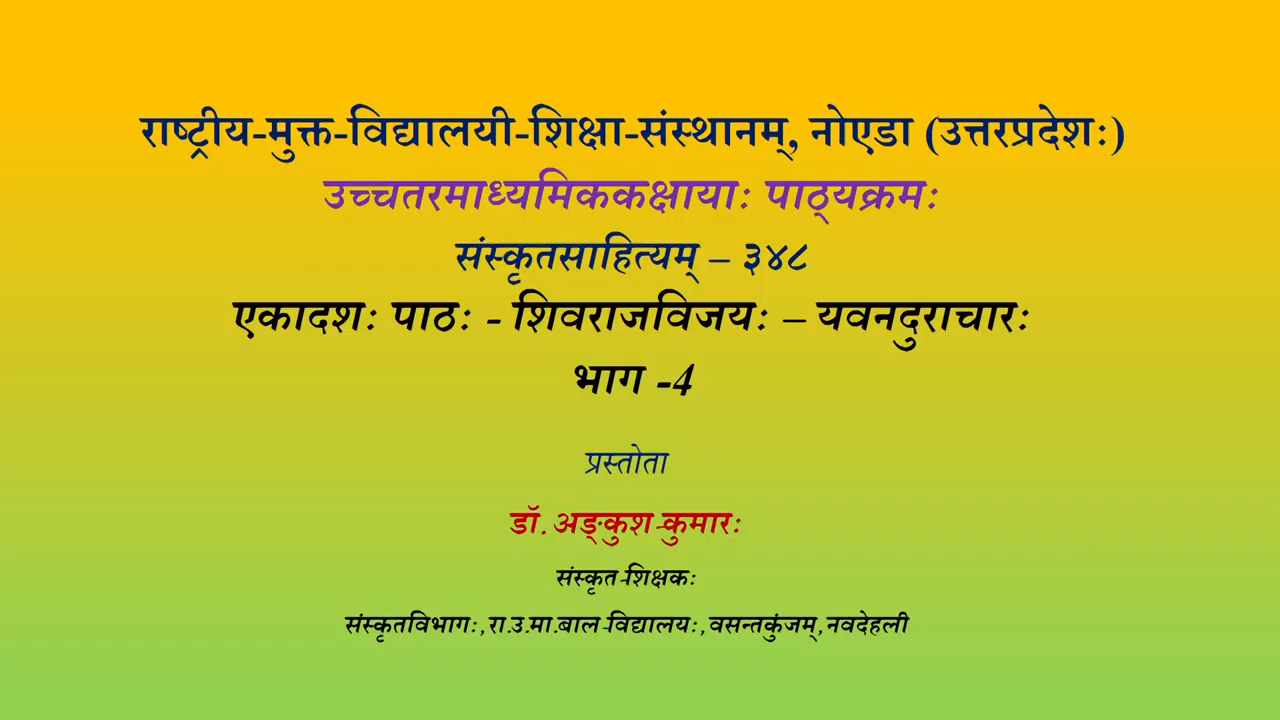 राष्ट्रीय-मुक्त-विद्यालयी-शिक्षा-संस्थानम्, नोएडा (उत्तरप्रदेशः)
उच्चतरमाध्यमिककक्षायाः पाठ्यक्रमः
संस्कृतसाहित्यम् – ३४८
एकादशः पाठः - शिवराजविजयः – यवनदुराचारः
भाग -4
प्रस्तोता
डॉ. अङ्कुश-कुमारः
संस्कृत-शिक्षकः
संस्कृतविभागः, रा.उ.मा.बाल-विद्यालयः, वसन्तकुंजम्, नवदेहली